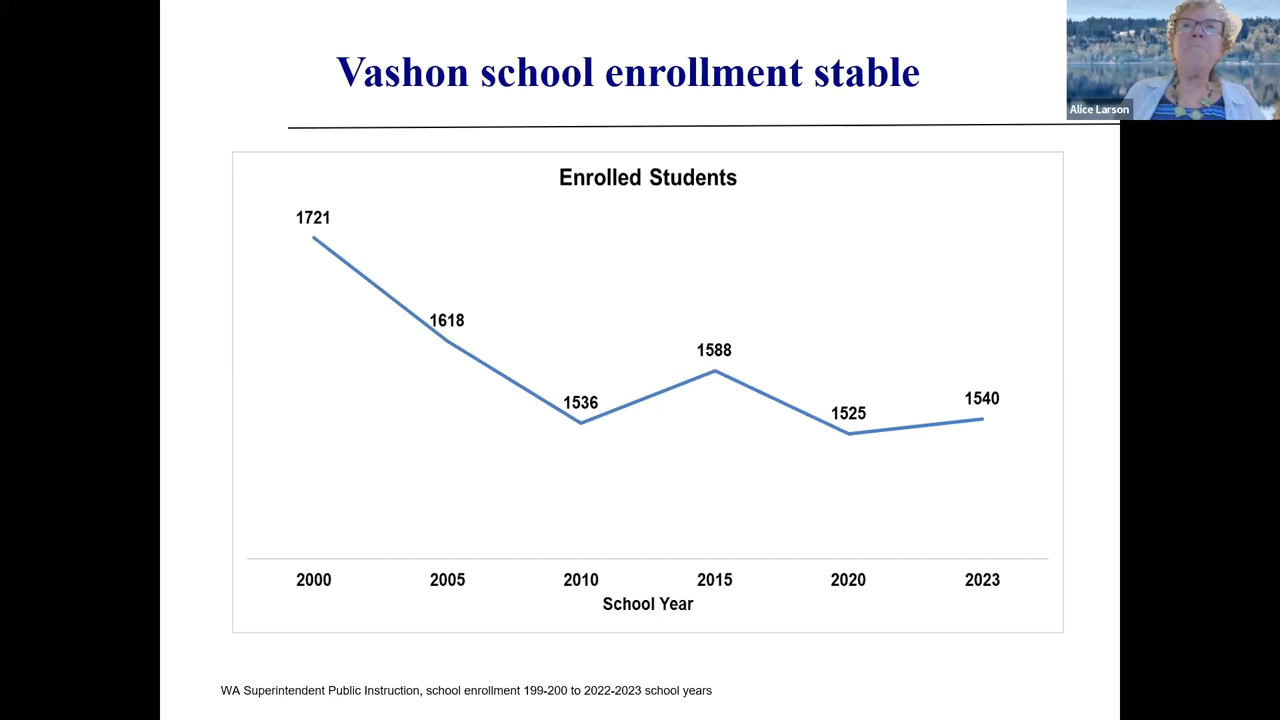 Vashon school enrollment stable
Alice Larson
Enrolled Students
1721
1618
1536
1588
1525
1540
2000 2005 2010 2015 2020 2023
School Year
WA Superintendent Public Instruction, school enrollment 199-200 to 2022-2023 school years